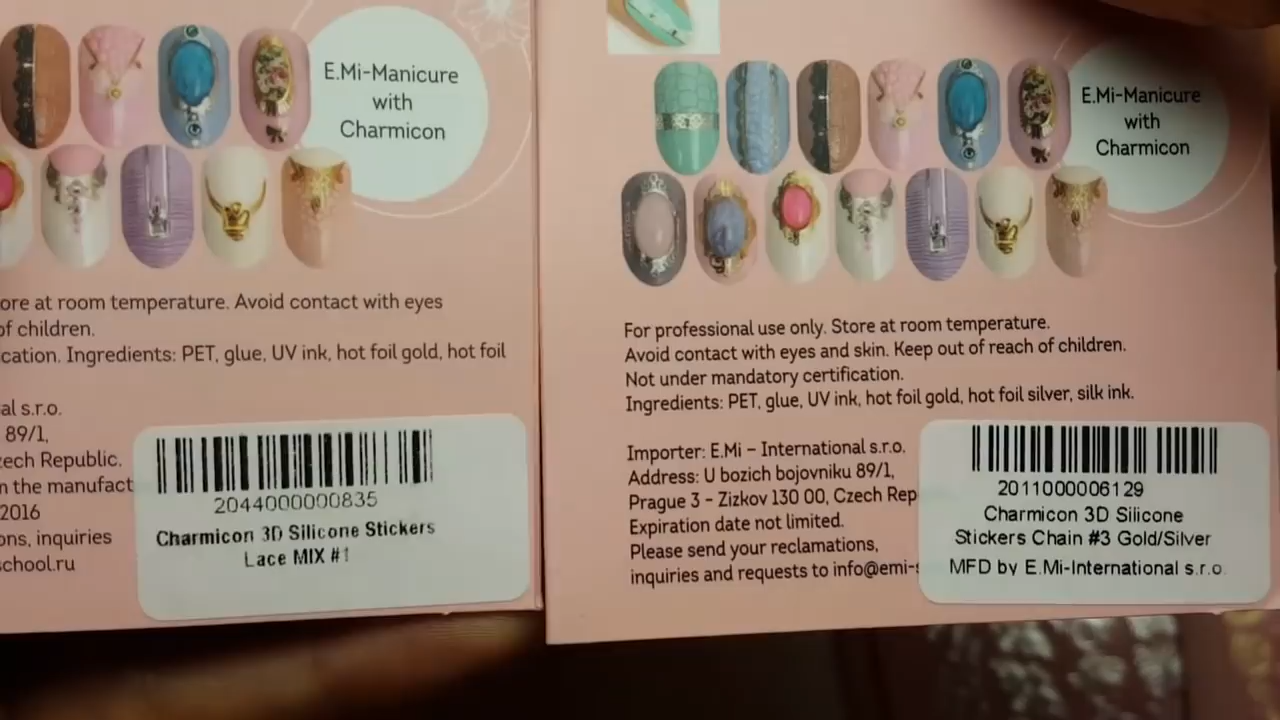 E.Mi-Manicure
with
Charmicon
ore at room temperature. Avoid contact with eyes
of children.
cation. Ingredients: PET, glue, UV ink, hot foil gold, hot foil
al s.r.o.
89/1,
zech Republic.
n the manufact
2016
ons, inquiries
school.ru
2044000000835
Charmicon 3D Silicone Stickers
Lace MIX #1
E.Mi-Manicure
with
Charmicon
For professional use only. Store at room temperature.
Avoid contact with eyes and skin. Keep out of reach of children.
Not under mandatory certification.
Ingredients: PET, glue, UV ink, hot foil gold, hot foil silver, silk ink.
Importer: E.Mi – International s.r.o.
Address: U bozich bojovniku 89/1,
Prague 3 - Zizkov 130 00, Czech Rep
Expiration date not limited.
Please send your reclamations,
inquiries and requests to info@emi-s
2011000006129
Charmicon 3D Silicone
Stickers Chain #3 Gold/Silver
MFD by E.Mi-International s.r.o.